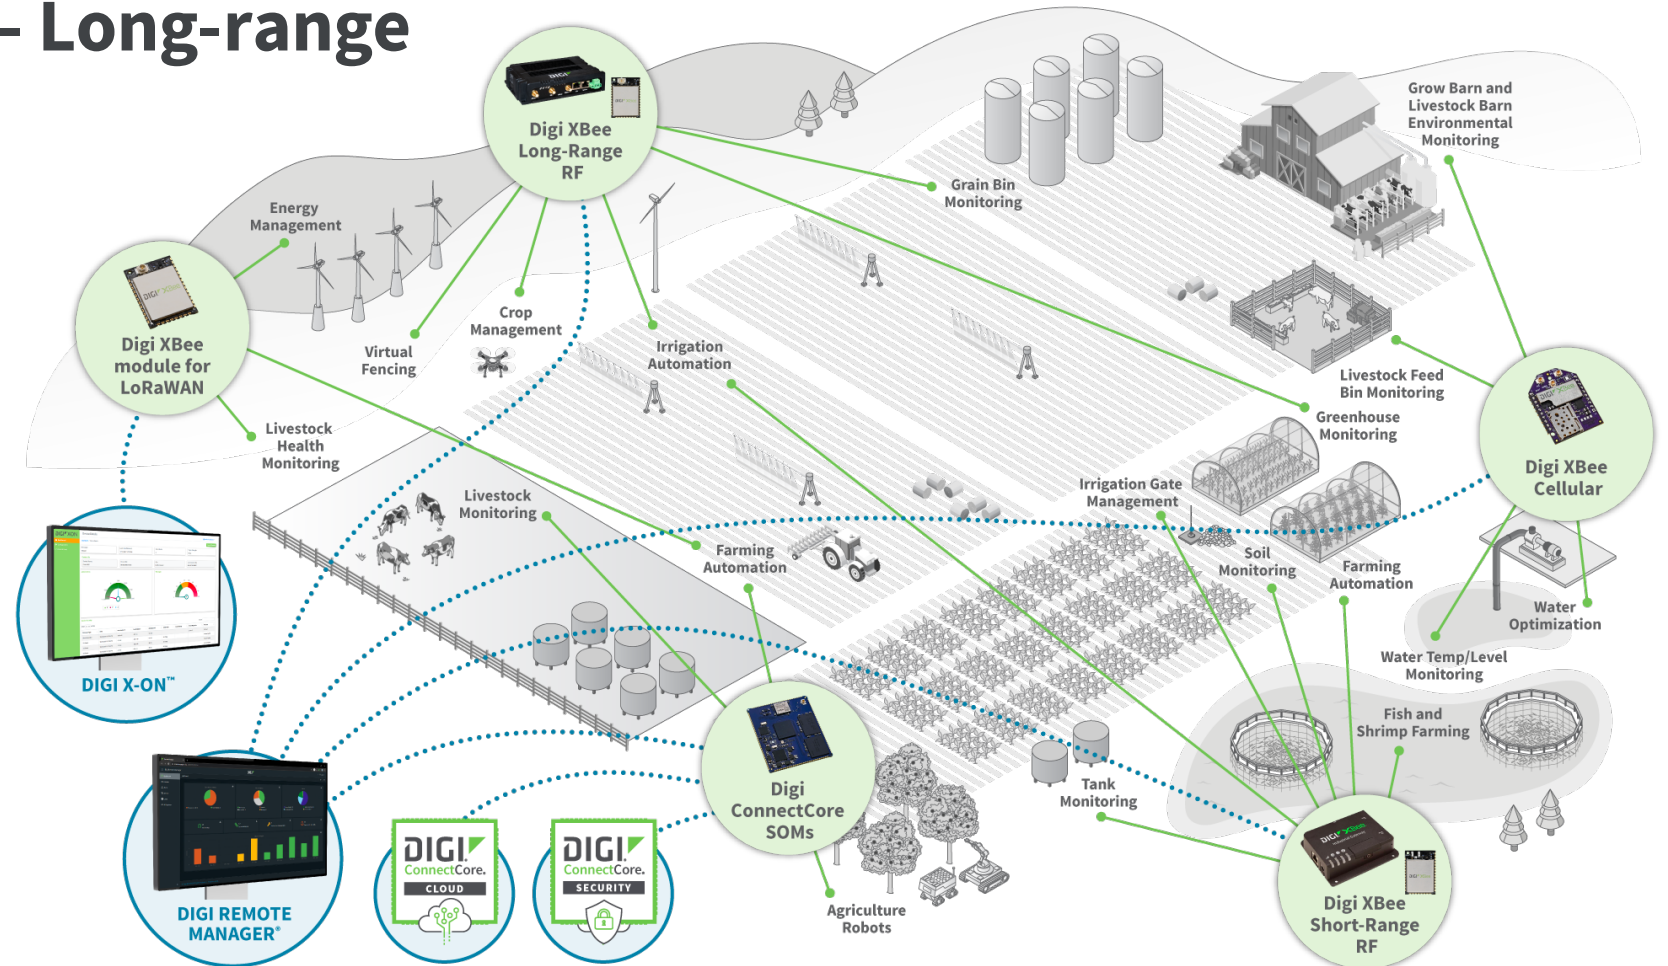 - Long-range
Digi XBee
Long-Range
RF
Grow Barn and
Livestock Barn
Environmental
Monitoring
Grain Bin
Monitoring
Energy
Management
Digi XBee
module for
LoRaWAN
Crop
Management
Virtual
Fencing
Irrigation
Automation
Livestock Feed
Bin Monitoring
Greenhouse
Monitoring
Livestock
Health
Monitoring
Digi XBee
Cellular
Livestock
Monitoring
Irrigation Gate
Management
Farming
Automation
Soil
Monitoring
Farming
Automation
Water
Optimization
Water Temp/Level
Monitoring
DIGI X-ON™
Fish and
Shrimp Farming
Digi
ConnectCore
SOMs
Tank
Monitoring
DIGI REMOTE
MANAGER®
DIGI
ConnectCore.
CLOUD
DIGI
ConnectCore.
SECURITY
Agriculture
Robots
Digi XBee
Short-Range
RF